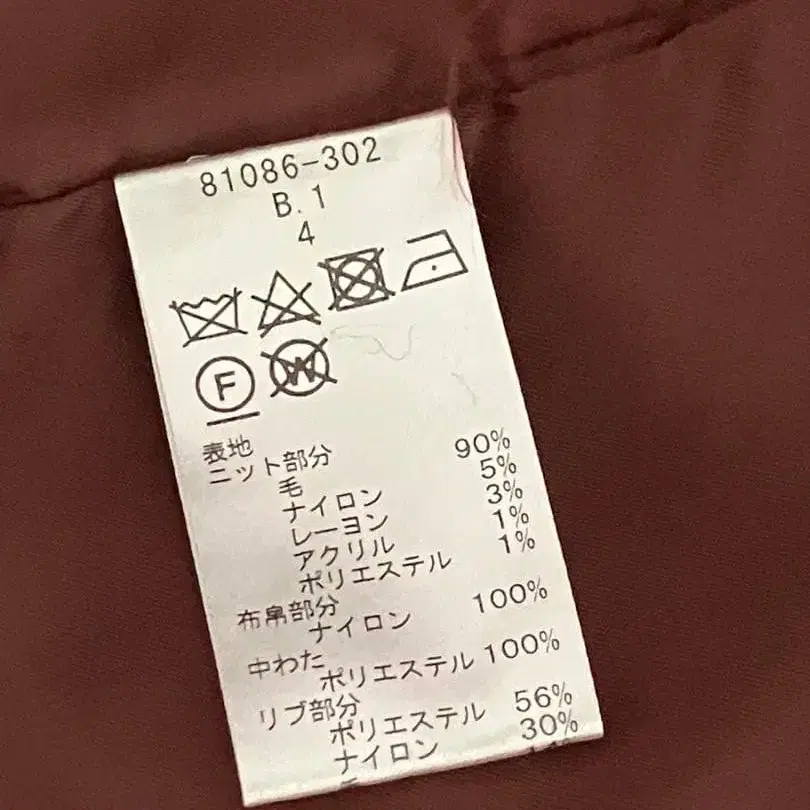 81086-302
B. 1
4
F W
表地
ニット部分
毛 90%
ナイロン 5%
レーヨン 3%
アクリル 1%
ポリエステル 1%
布帛部分
ナイロン 100%
中わた
ポリエステル 100%
リブ部分
ポリエステル 56%
ナイロン 30%